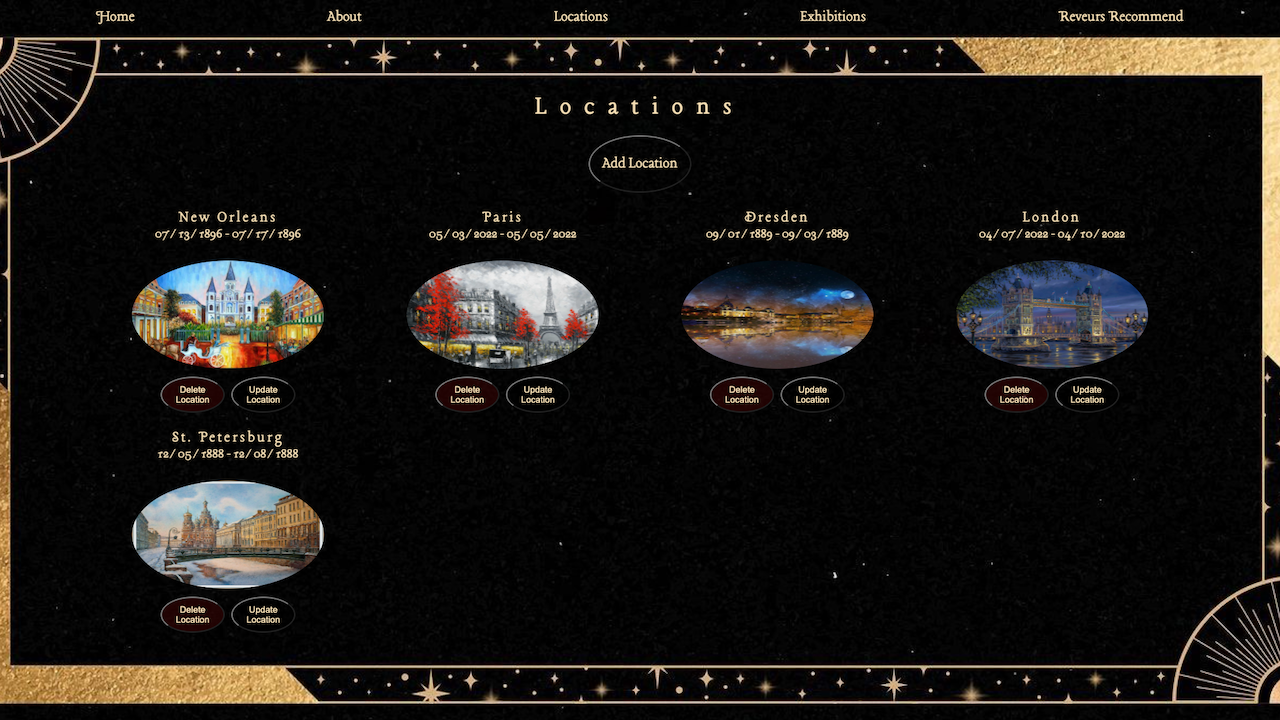 Home About Locations Exhibitions Reveurs Recommend
Locations
Add Location
New Orleans
07/13/1896 - 07/17/1896
Paris
05/03/2022 - 05/05/2022
Dresden
09/01/1889 - 09/03/1889
London
04/07/2022 - 04/10/2022
Delete
Location
Update
Location
Delete
Location
Update
Location
Delete
Location
Update
Location
Delete
Location
Update
Location
St. Petersburg
12/05/1888 - 12/08/1888
Delete
Location
Update
Location